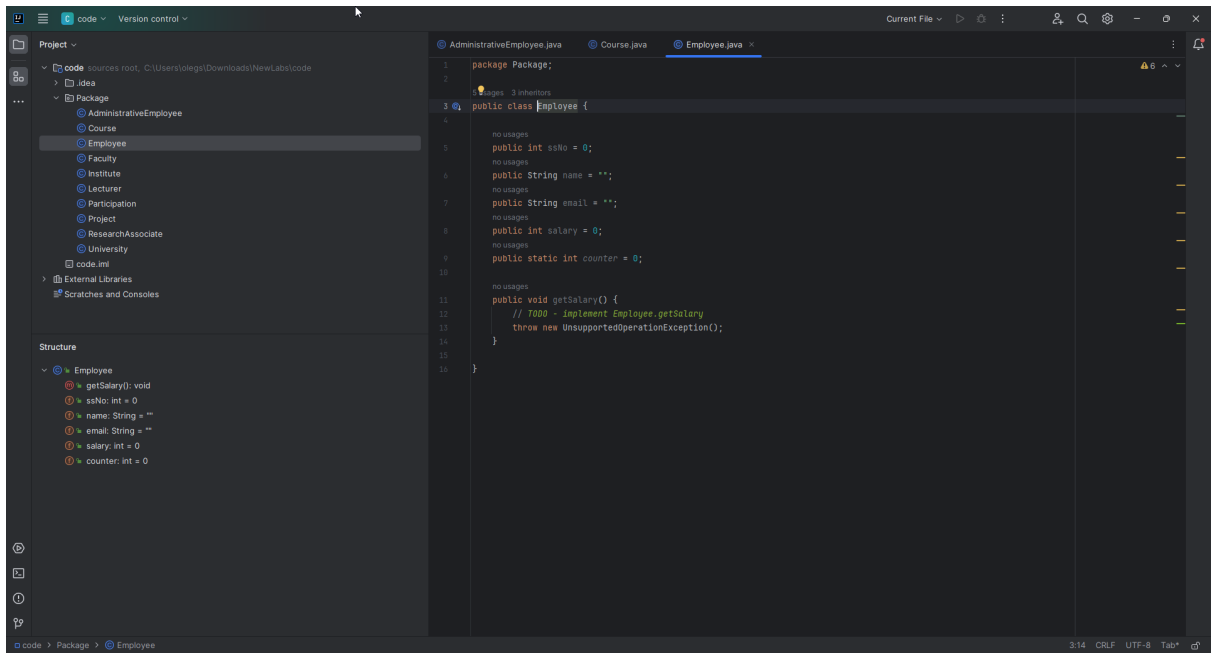 code Version control Current File
Project
code sources root, C:\Users\olegs\Downloads\NewLabs\code
.idea
Package
AdministrativeEmployee
Course
Employee
Faculty
Institute
Lecturer
Participation
Project
ResearchAssociate
University
code.iml
External Libraries
Scratches and Consoles
Structure
Employee
getSalary(): void
ssNo: int = 0
name: String = ""
email: String = ""
salary: int = 0
counter: int = 0
AdministrativeEmployee.java Course.java Employee.java
1 package Package; 6
2
3 inheritors
3 public class Employee {
4
no usages
5 public int ssNo = 0;
no usages
6 public String name = "";
no usages
7 public String email = "";
no usages
8 public int salary = 0;
no usages
9 public static int counter = 0;
10
no usages
11 public void getSalary() {
12 // TODO - implement Employee.getSalary
13 throw new UnsupportedOperationException();
14 }
15
16 }
code > Package > Employee 3:14 CRLF UTF-8 Tab*